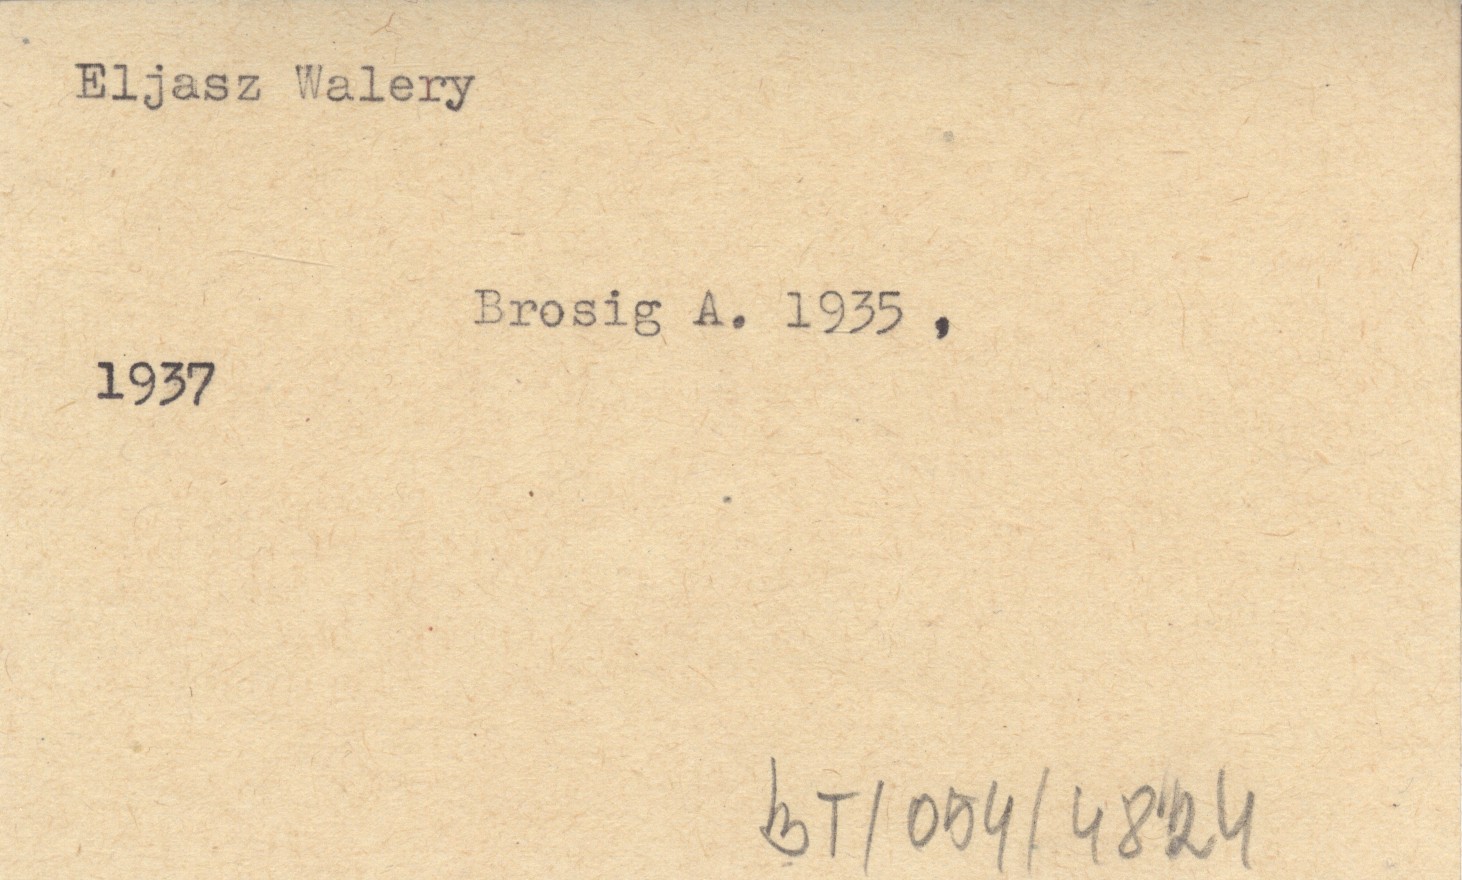 Eljasz Walery
Brosig A. 1935 ,
1937
BT/054/4824